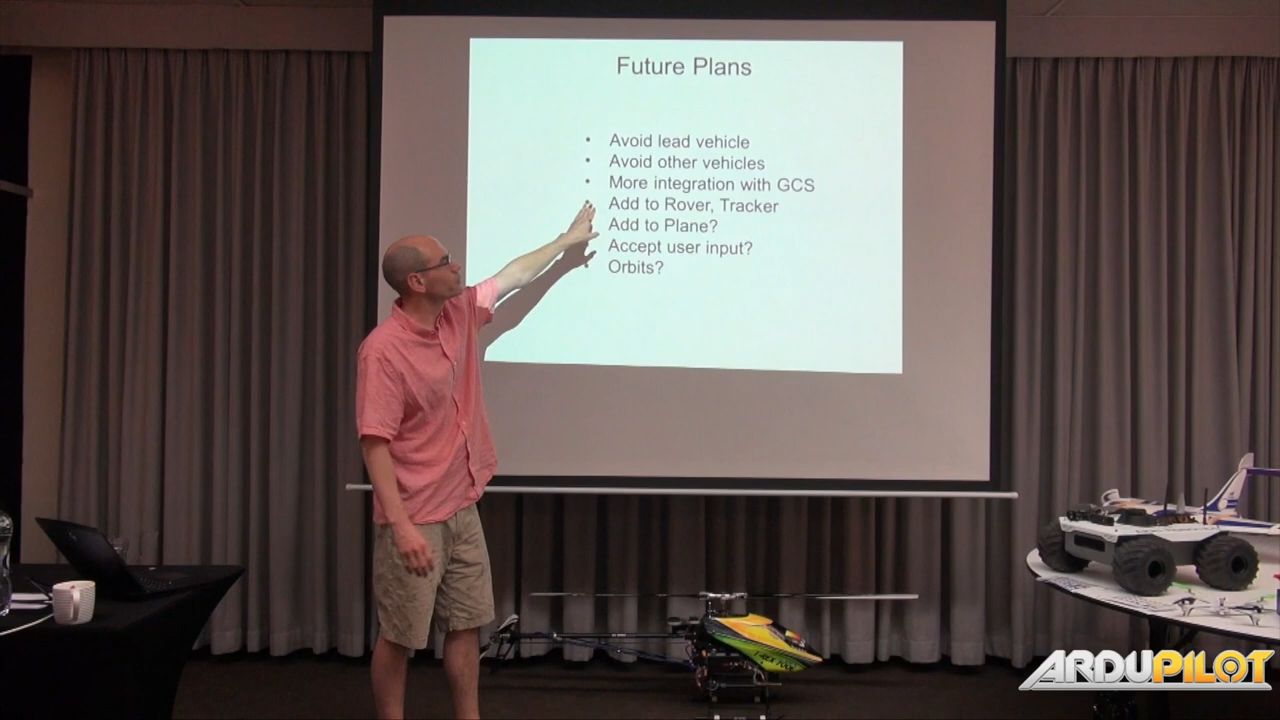 Future Plans
• Avoid lead vehicle
• Avoid other vehicles
• More integration with GCS
Add to Rover, Tracker
Add to Plane?
Accept user input?
Orbits?
ARDUPILOT